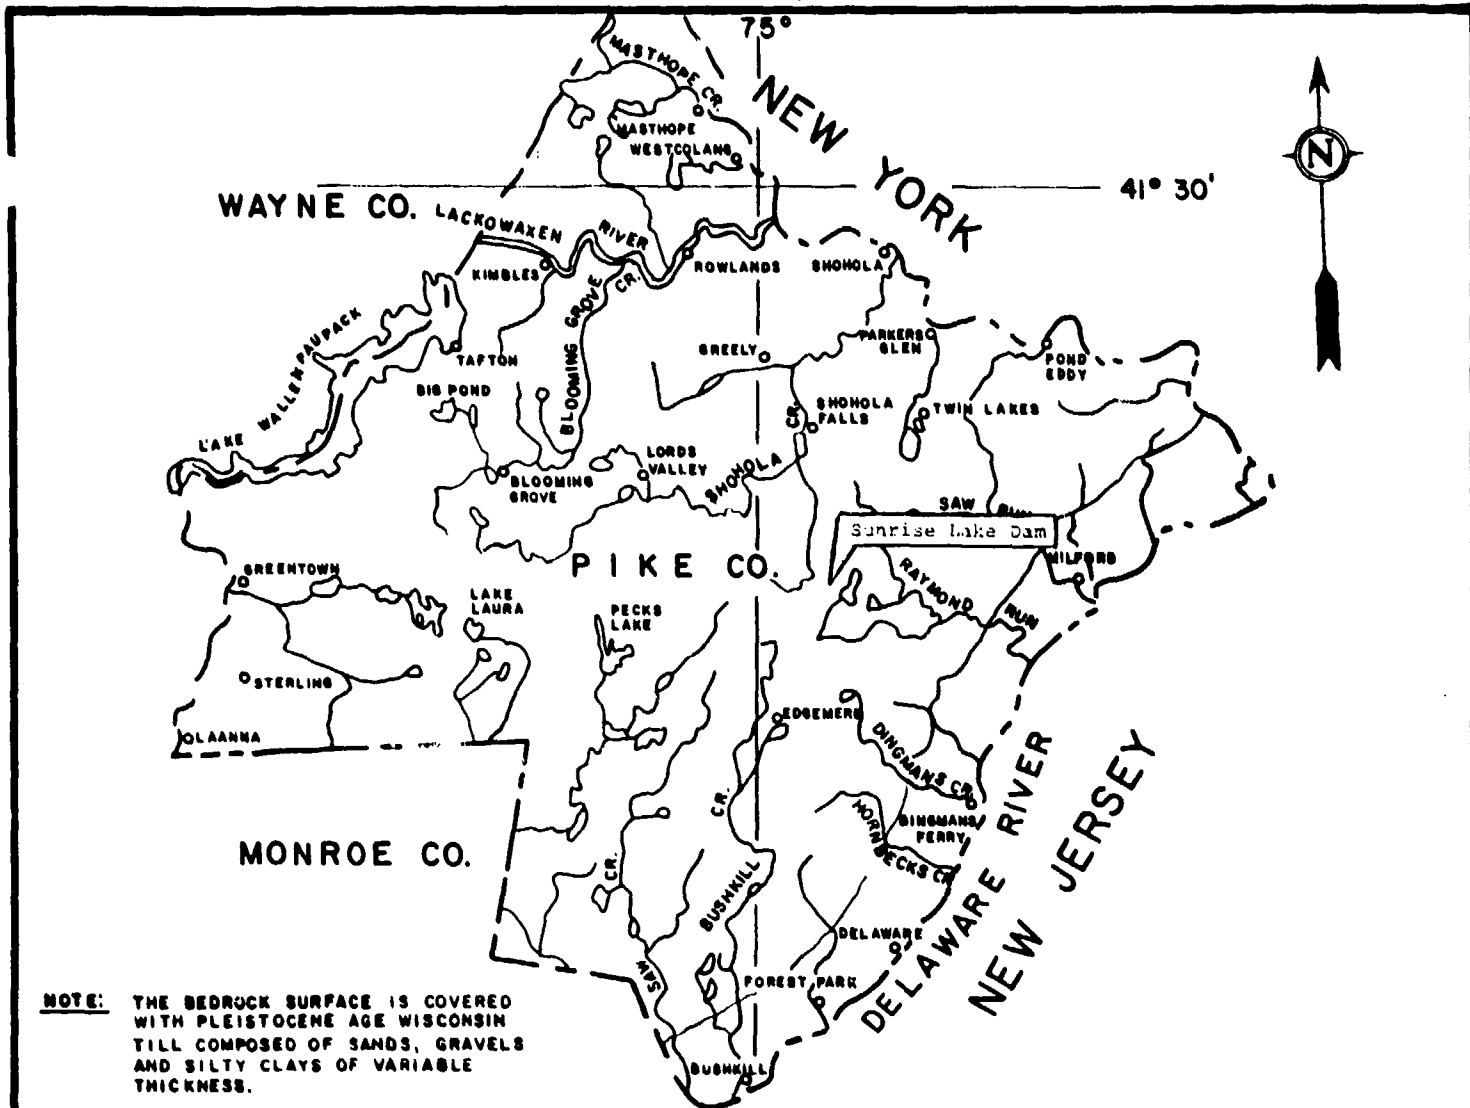 75°
MASTHOPE CR.
NEW YORK
N
MASTHOPE
WESTCOLANG
41° 30'
WAYNE CO.
LACKOWAXEN RIVER
KIMBLES
ROWLANDS
SHOHOLA
BLOOMING GROVE CR.
LAKE WALLENPAUPACK
TAFTON
GREELY
PARKERS
GLEN
POND
EDDY
BIG POND
SHOHOLA
FALLS
TWIN LAKES
LORDS
VALLEY
SHOHOLA CR.
BLOOMING
GROVE
SAW RUN
Sunrise Lake Dam
MILFORD
PIKE CO.
GREENTOWN
LAKE
LAURA
PECKS
LAKE
RAYMOND RUN
STERLING
EDGEMERE
LAANNA
DINGMANS CR.
DINGMANS
FERRY
HORNBECKS CR.
MONROE CO.
SAW CR.
BUSHKILL CR.
DELAWARE
DELAWARE RIVER
NEW JERSEY
FOREST PARK
BUSHKILL
NOTE: THE BEDROCK SURFACE IS COVERED
WITH PLEISTOCENE AGE WISCONSIN
TILL COMPOSED OF SANDS, GRAVELS
AND SILTY CLAYS OF VARIABLE
THICKNESS.